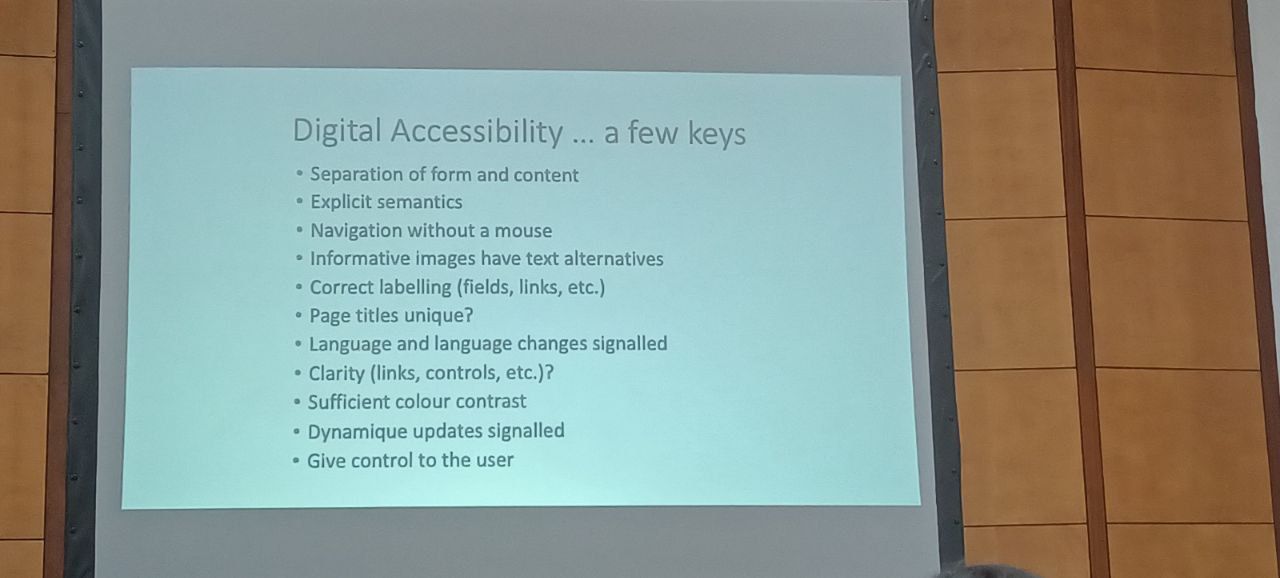 Digital Accessibility ... a few keys
• Separation of form and content
• Explicit semantics
• Navigation without a mouse
• Informative images have text alternatives
• Correct labelling (fields, links, etc.)
• Page titles unique?
• Language and language changes signalled
• Clarity (links, controls, etc.)?
• Sufficient colour contrast
• Dynamique updates signalled
• Give control to the user